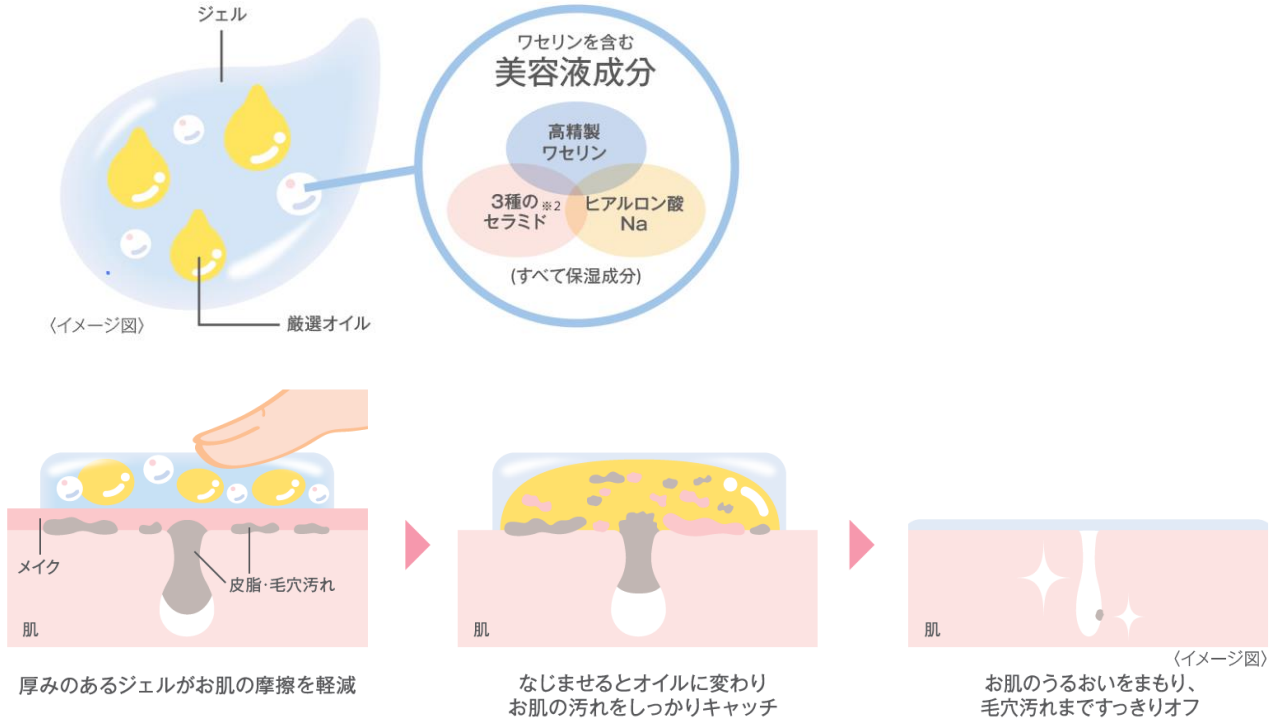 ジェル
ワセリンを含む
美容液成分
高精製
ワセリン
3種の※2
セラミド
ヒアルロン酸
Na
(すべて保湿成分)
〈イメージ図〉
厳選オイル
メイク
皮脂・毛穴汚れ
肌
厚みのあるジェルがお肌の摩擦を軽減
肌
なじませるとオイルに変わり
お肌の汚れをしっかりキャッチ
肌
〈イメージ図〉
お肌のうるおいをまもり、
毛穴汚れまですっきりオフ